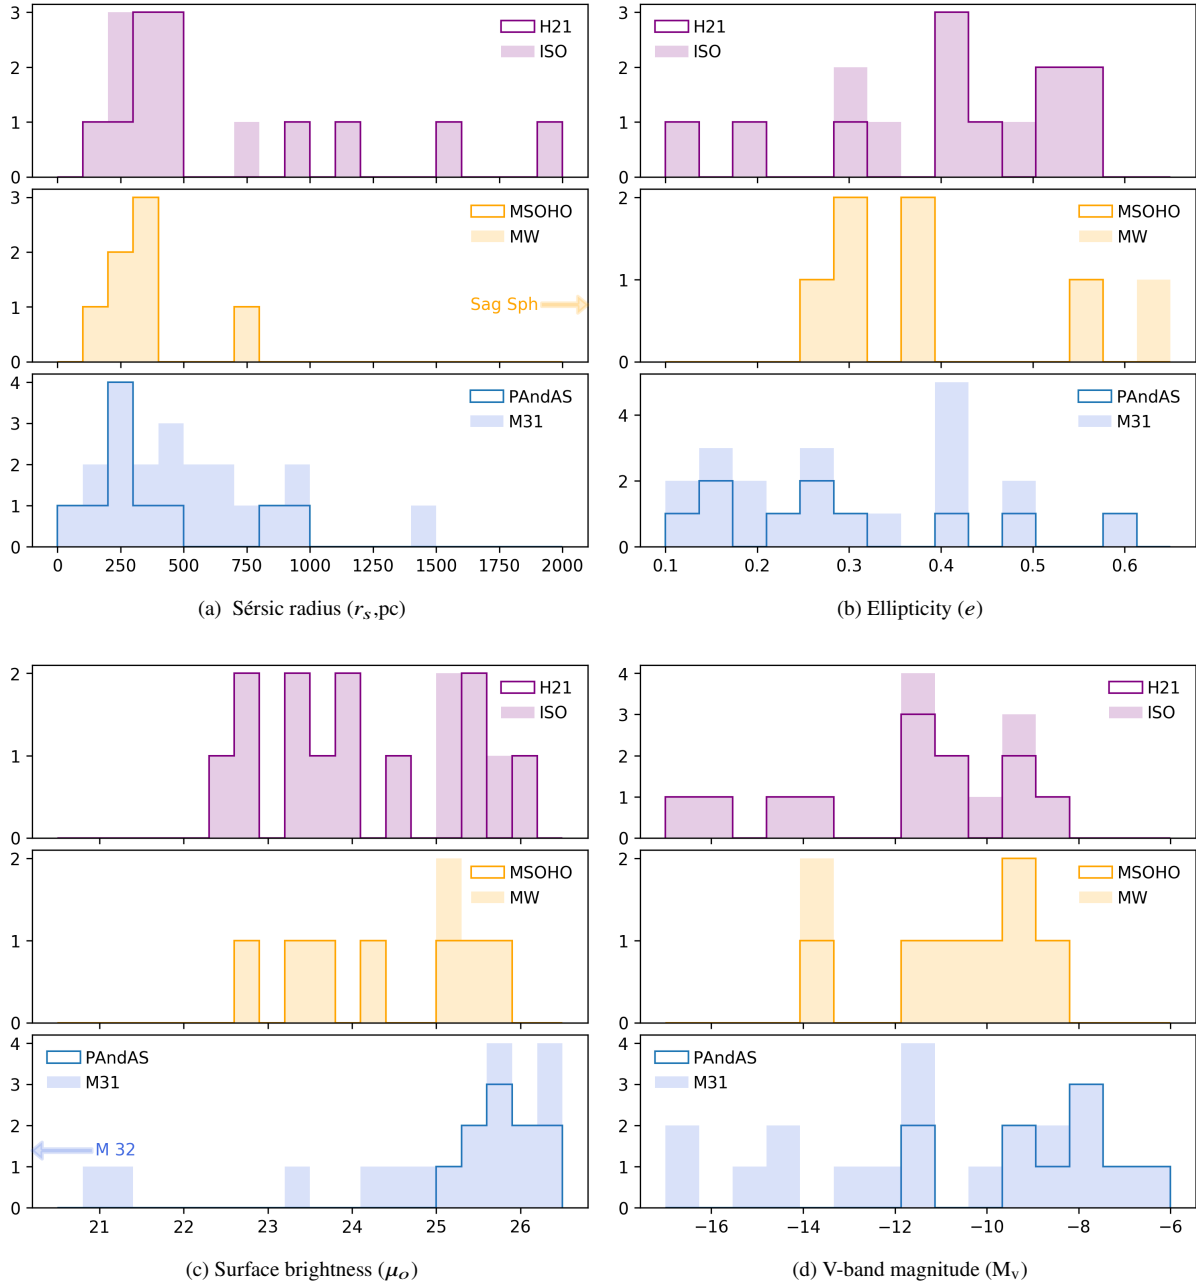 3
2
1
0
H21
ISO
3
2
1
0
H21
ISO
3
2
1
0
MSOHO
MW
Sag Sph
2
1
0
MSOHO
MW
4
3
2
1
0
PAndAS
M31
0 250 500 750 1000 1250 1500 1750 2000
4
2
0
PAndAS
M31
0.1 0.2 0.3 0.4 0.5 0.6
(a) Sérsic radius (rₛ,pc)
(b) Ellipticity (e)
2
1
0
H21
ISO
4
3
2
1
0
H21
ISO
2
1
0
MSOHO
MW
2
1
0
MSOHO
MW
4
3
2
1
0
PAndAS
M31
M 32
21 22 23 24 25 26
4
3
2
1
0
PAndAS
M31
−16 −14 −12 −10 −8 −6
(c) Surface brightness (μₒ)
(d) V-band magnitude (Mᵥ)